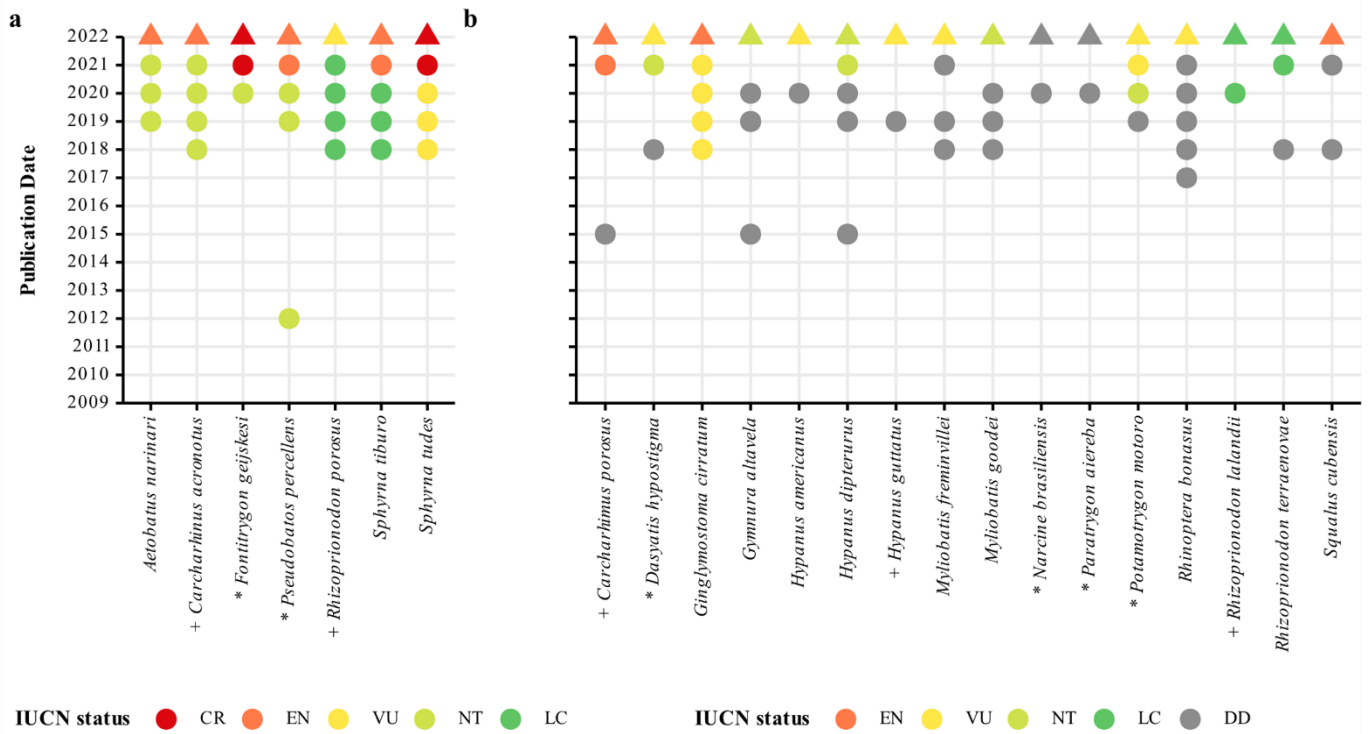 a
b
Publication Date
2022
2021
2020
2019
2018
2017
2016
2015
2014
2013
2012
2011
2010
2009
Aetobatus narinari
+ Carcharhinus acronotus
* Fontitrygon geijskesi
* Pseudobatos percellens
+ Rhizoprionodon porosus
Sphyrna tiburo
Sphyrna tudes
+ Carcharhimus porosus
* Dasyatis hypostigma
Ginglymostoma cirratum
Gymnura altavela
Hypanus americanus
Hypanus dipterurus
+ Hypanus guttatus
Myliobatis freminvillei
Myliobatis goodei
* Narcine brasiliensis
* Paratrygon aiereba
* Potamotrygon motoro
Rhinoptera bonasus
+ Rhizoprionodon lalandii
Rhizoprionodon terraenovae
Squalus cubensis
IUCN status CR EN VU NT LC
IUCN status EN VU NT LC DD